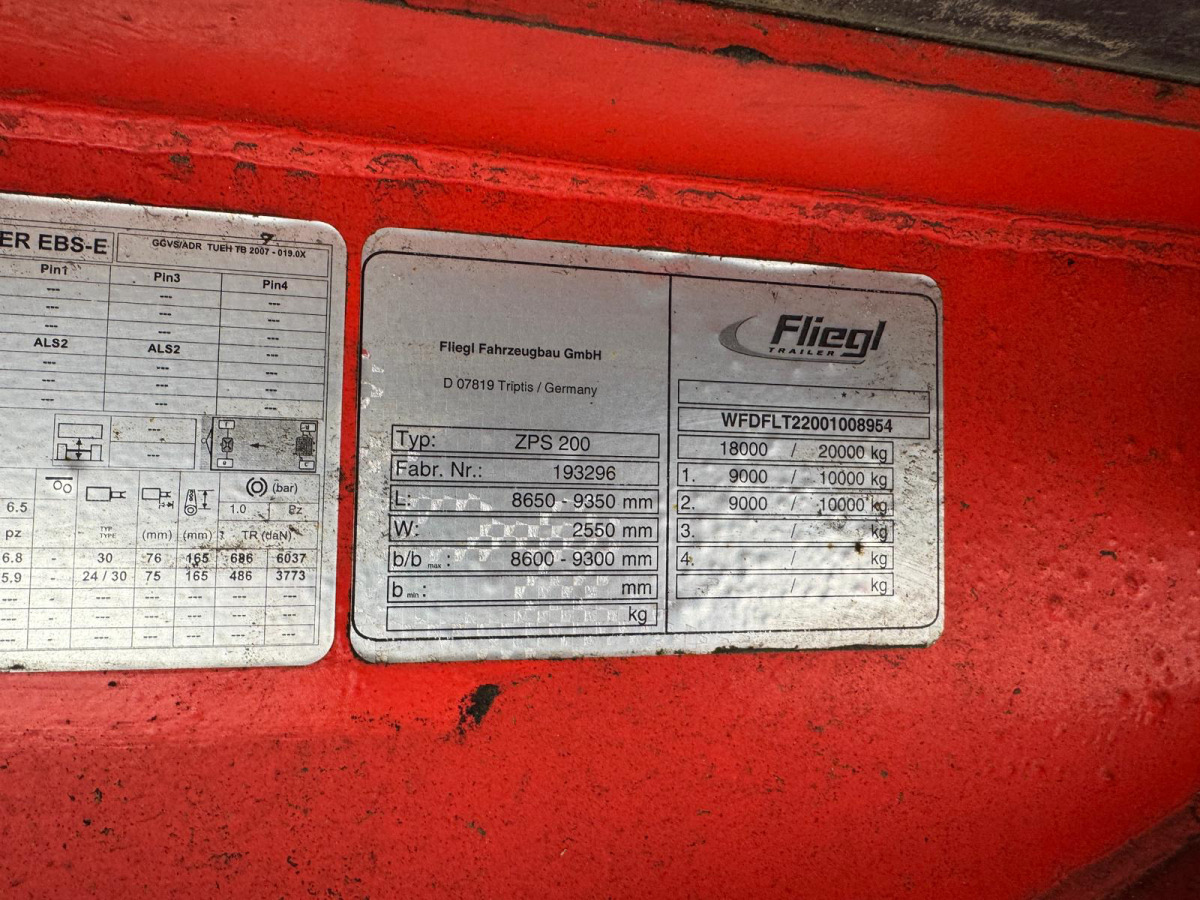 ER EBS-E
GGVS/ADR TUEH TB 2007 - 019.0X
Pin1 Pin3 Pin4
--- --- ---
--- --- ---
--- --- ---
ALS2 ALS2 ---
--- --- ---
--- --- ---
--- --- ---
---
---
(bar)
6.5 1.0 pz
pz TYP TYPE (mm) (mm) TR (daN)
6.8 - 30 76 165 686 6037
5.9 - 24 / 30 75 165 486 3773
--- - --- --- --- --- ---
--- - --- --- --- --- ---
--- - --- --- --- --- ---
Fliegl Fahrzeugbau GmbH
D 07819 Triptis / Germany
Typ: ZPS 200
Fabr. Nr.: 193296
L: 8650 - 9350 mm
W: 2550 mm
b/b max : 8600 - 9300 mm
b min : mm
kg
Fliegl
TRAILER
*
WFDFLT22001008954
18000 / 20000 kg
1. 9000 / 10000 kg
2. 9000 / 10000 kg
3. / kg
4. / kg
/ kg